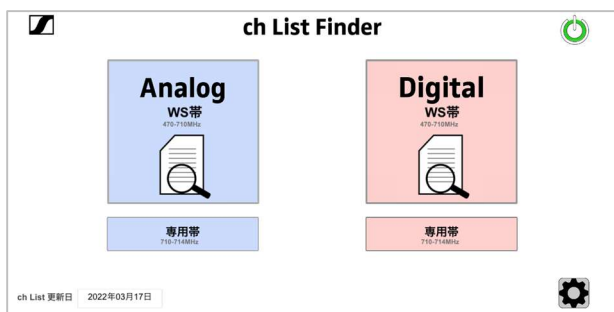 ch List Finder
Analog
WS帯
470-710MHz
Digital
WS帯
470-710MHz
専用帯
710-714MHz
専用帯
710-714MHz
ch List 更新日 2022年03月17日